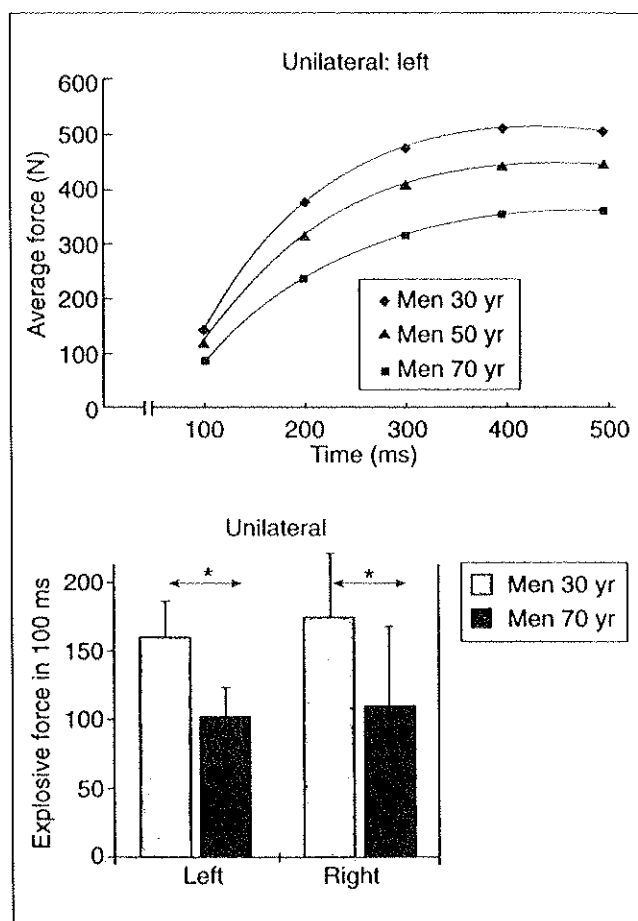 Unilateral: left
Average force (N)
600
500
400
300
200
100
0
Men 30 yr
Men 50 yr
Men 70 yr
100 200 300 400 500
Time (ms)
Unilateral
Explosive force in 100 ms
200
150
100
50
0
* *
Men 30 yr
Men 70 yr
Left Right